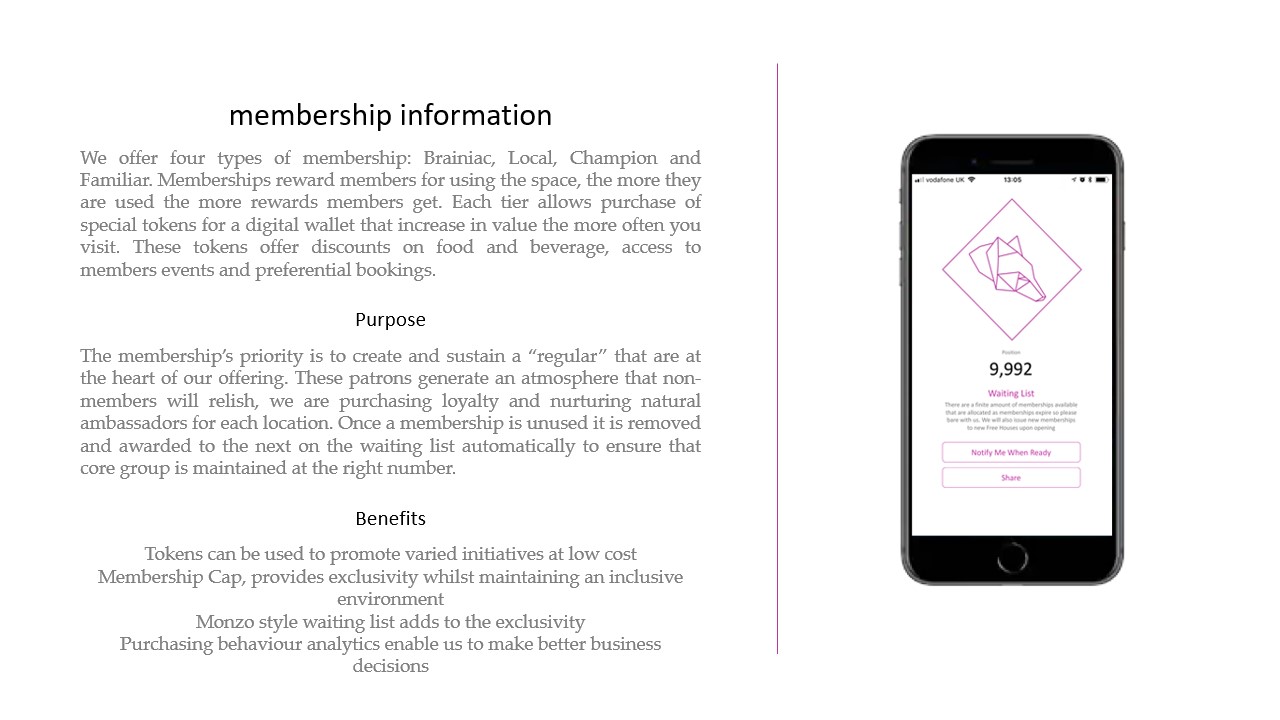 membership information
We offer four types of membership: Brainiac, Local, Champion and
Familiar. Memberships reward members for using the space, the more they
are used the more rewards members get. Each tier allows purchase of
special tokens for a digital wallet that increase in value the more often you
visit. These tokens offer discounts on food and beverage, access to
members events and preferential bookings.
Purpose
The membership's priority is to create and sustain a “regular” that are at
the heart of our offering. These patrons generate an atmosphere that non-
members will relish, we are purchasing loyalty and nurturing natural
ambassadors for each location. Once a membership is unused it is removed
and awarded to the next on the waiting list automatically to ensure that
core group is maintained at the right number.
Benefits
Tokens can be used to promote varied initiatives at low cost
Membership Cap, provides exclusivity whilst maintaining an inclusive
environment
Monzo style waiting list adds to the exclusivity
Purchasing behaviour analytics enable us to make better business
decisions
vodafone UK 13:05
Position
9,992
Waiting List
There are a finite amount of memberships available
that are allocated as memberships expire so please
bare with us. We will also issue new memberships
to new Free Houses upon opening
Notify Me When Ready
Share